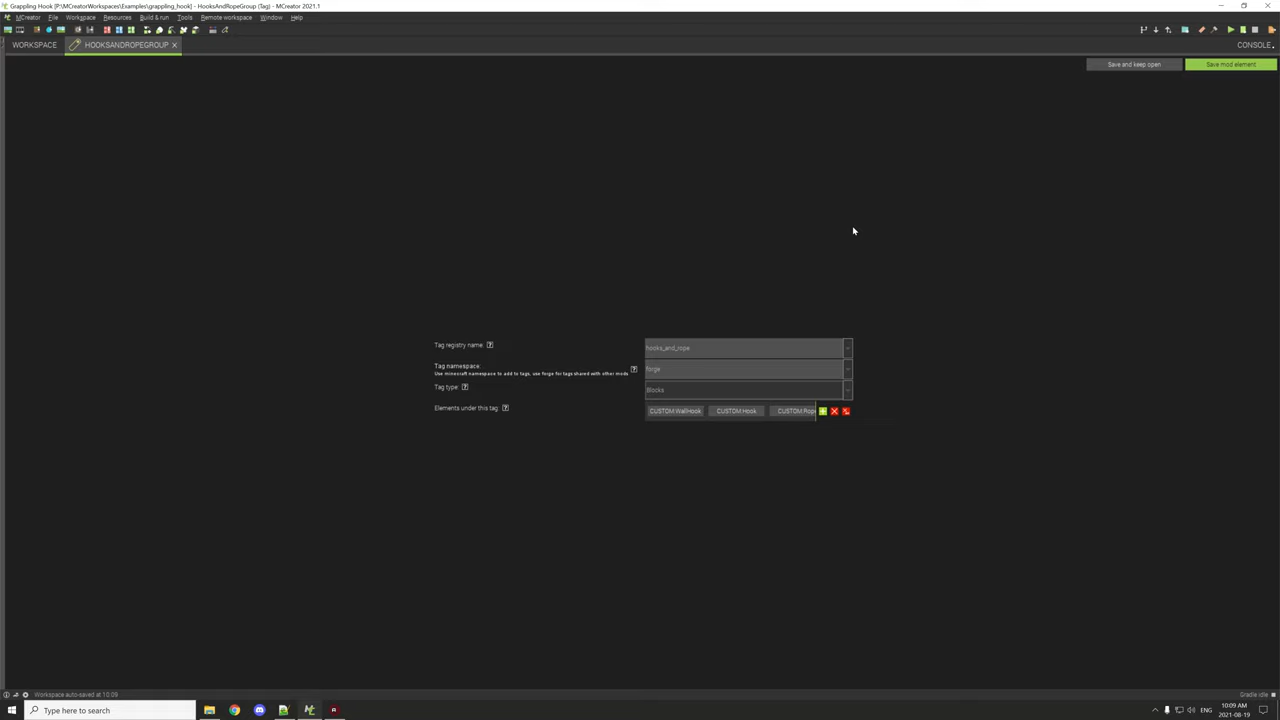 Grappling Hook [P:\MCreatorWorkspaces\Examples\grappling_hook] - HooksAndRopeGroup (Tag) - MCreator 2021.1
MCreator File Workspace Resources Build & run Tools Remote workspace Window Help
WORKSPACE HOOKSANDROPEGROUP CONSOLE
Save and keep open Save mod element
Tag registry name: hooks_and_rope
Tag namespace: forge
Use minecraft namespace to add to tags, use forge for tags shared with other mods
Tag type: Blocks
Elements under this tag: CUSTOM:WallHook CUSTOM:Hook CUSTOM:Rope
Workspace auto-saved at 10:09 Gradle idle
Type here to search ENG 10:09 AM
2021-08-19